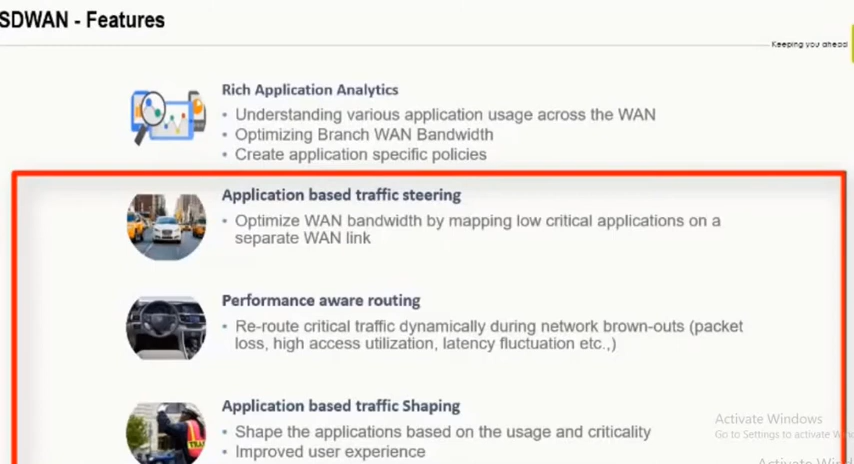 SDWAN - Features
Keeping you ahead
Rich Application Analytics
• Understanding various application usage across the WAN
• Optimizing Branch WAN Bandwidth
• Create application specific policies
Application based traffic steering
• Optimize WAN bandwidth by mapping low critical applications on a
separate WAN link
Performance aware routing
• Re-route critical traffic dynamically during network brown-outs (packet
loss, high access utilization, latency fluctuation etc.,)
Application based traffic Shaping
• Shape the applications based on the usage and criticality
• Improved user experience
Activate Windows
Go to Settings to activate
Activate